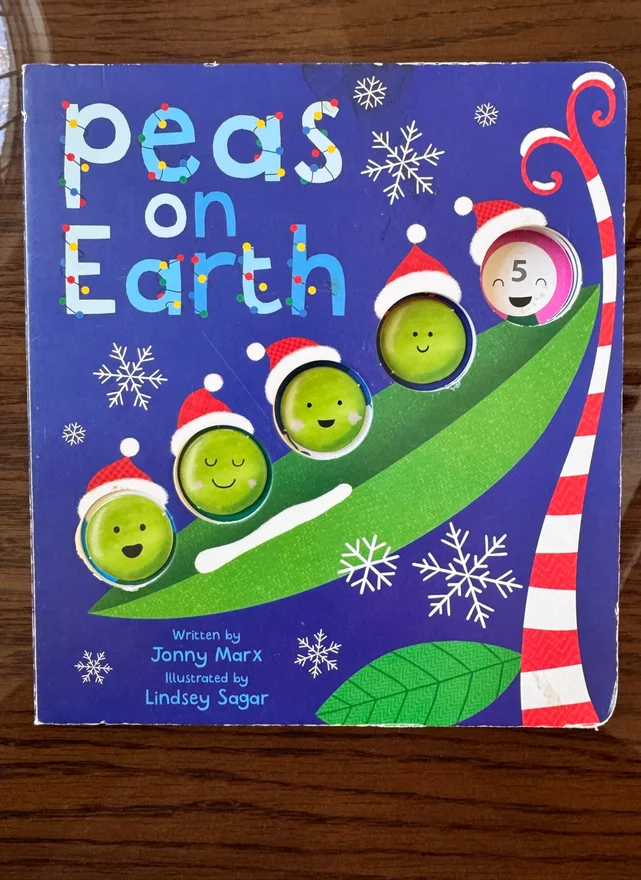 peas
on
Earth
5
Written by
Jonny Marx
Illustrated by
Lindsey Sagar